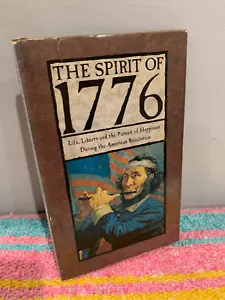 THE SPIRIT OF
1776
Life, Liberty and the Pursuit of Happiness
During the American Revolution